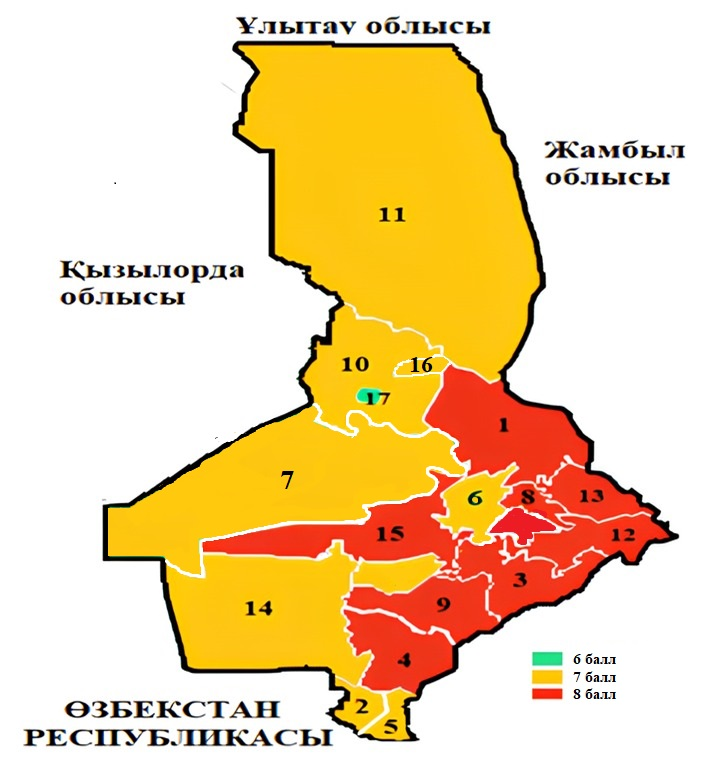 Ұлытау облысы
Жамбыл
облысы
11
Қызылорда
облысы
10
16
17
1
7
6
8
13
15
12
3
14
9
4
6 балл
7 балл
8 балл
2
5
ӨЗБЕКСТАН
РЕСПУБЛИКАСЫ